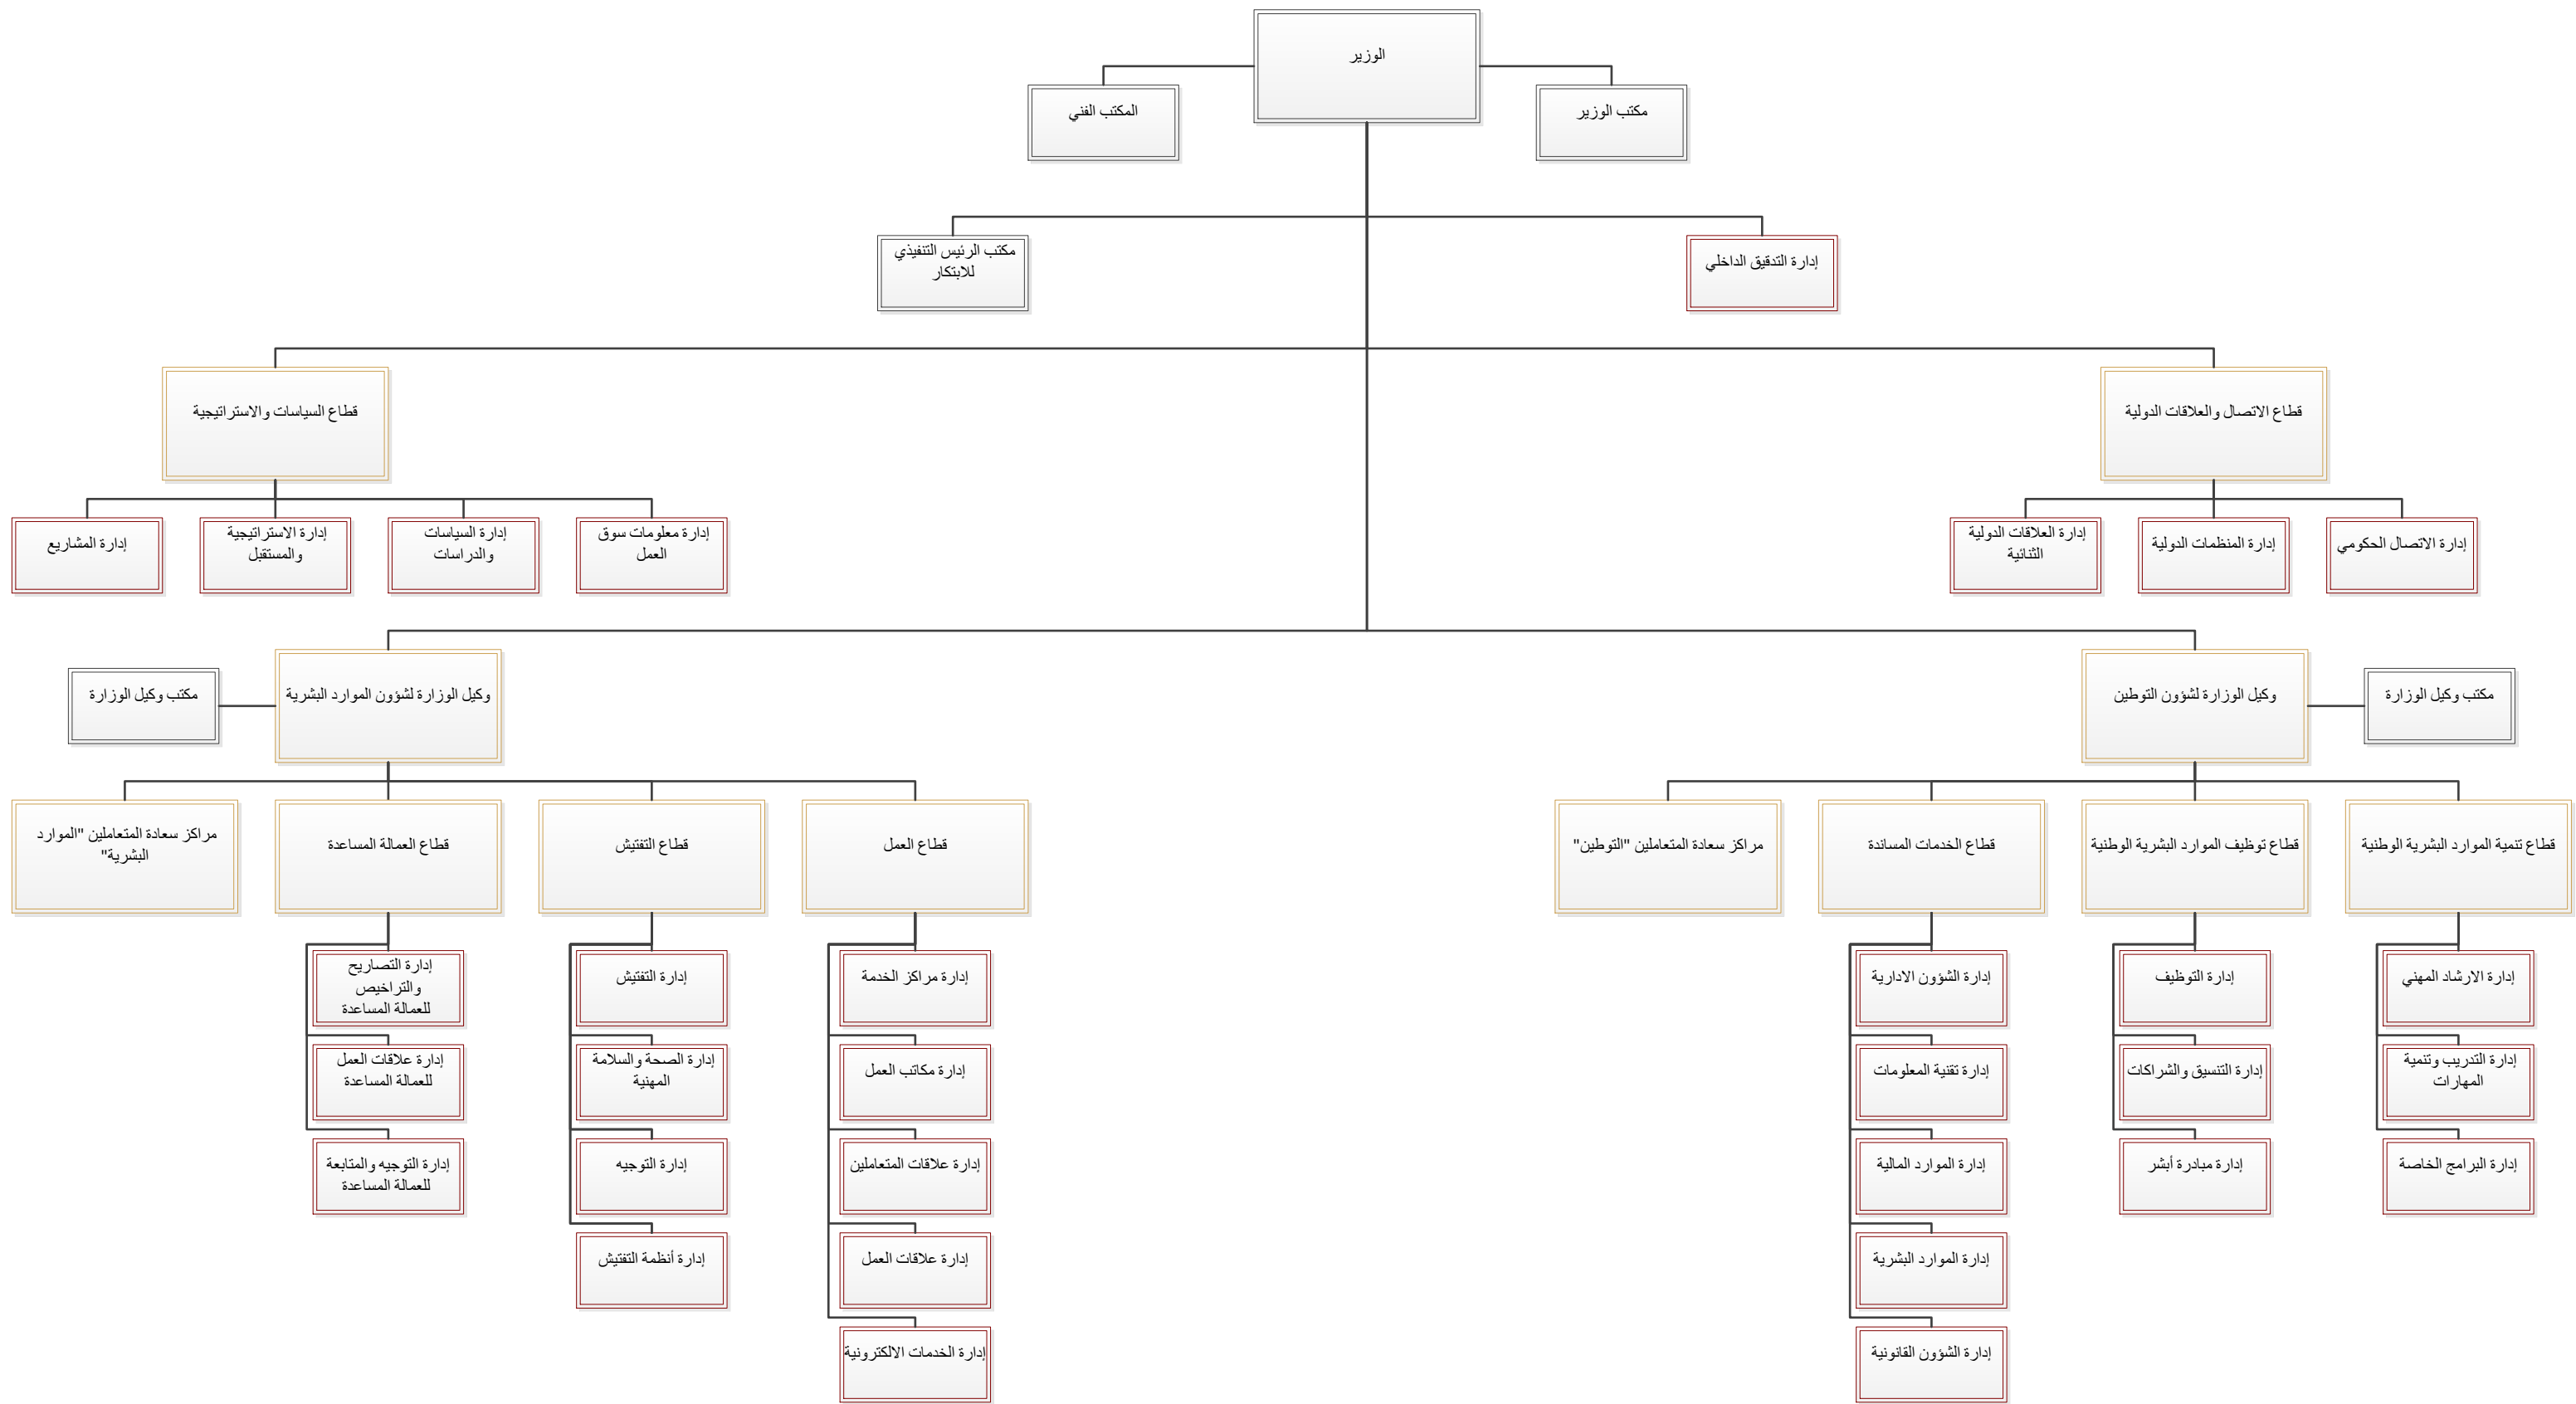 الوزير
مكتب الوزير
المكتب الفني
إدارة التدقيق الداخلي
مكتب الرئيس التنفيذي
للابتكار
قطاع الاتصال والعلاقات الدولية
قطاع السياسات والاستراتيجية
إدارة الاتصال الحكومي
إدارة المنظمات الدولية
إدارة العلاقات الدولية
الثنائية
إدارة معلومات سوق
العمل
إدارة السياسات
والدراسات
إدارة الاستراتيجية
والمستقبل
إدارة المشاريع
مكتب وكيل الوزارة
وكيل الوزارة لشؤون التوطين
وكيل الوزارة لشؤون الموارد البشرية
مكتب وكيل الوزارة
قطاع تنمية الموارد البشرية الوطنية
قطاع توظيف الموارد البشرية الوطنية
قطاع الخدمات المساندة
مراكز سعادة المتعاملين "التوطين"
قطاع العمل
قطاع التفتيش
قطاع العمالة المساعدة
مراكز سعادة المتعاملين "الموارد
البشرية"
إدارة الارشاد المهني
إدارة التدريب وتنمية
المهارات
إدارة البرامج الخاصة
إدارة التوظيف
إدارة التنسيق والشراكات
إدارة مبادرة أبشر
إدارة الشؤون الادارية
إدارة تقنية المعلومات
إدارة الموارد المالية
إدارة الموارد البشرية
إدارة الشؤون القانونية
إدارة مراكز الخدمة
إدارة مكاتب العمل
إدارة علاقات المتعاملين
إدارة علاقات العمل
إدارة الخدمات الالكترونية
إدارة التفتيش
إدارة الصحة والسلامة
المهنية
إدارة التوجيه
إدارة أنظمة التفتيش
إدارة التصاريح
والتراخيص
للعمالة المساعدة
إدارة علاقات العمل
للعمالة المساعدة
إدارة التوجيه والمتابعة
للعمالة المساعدة